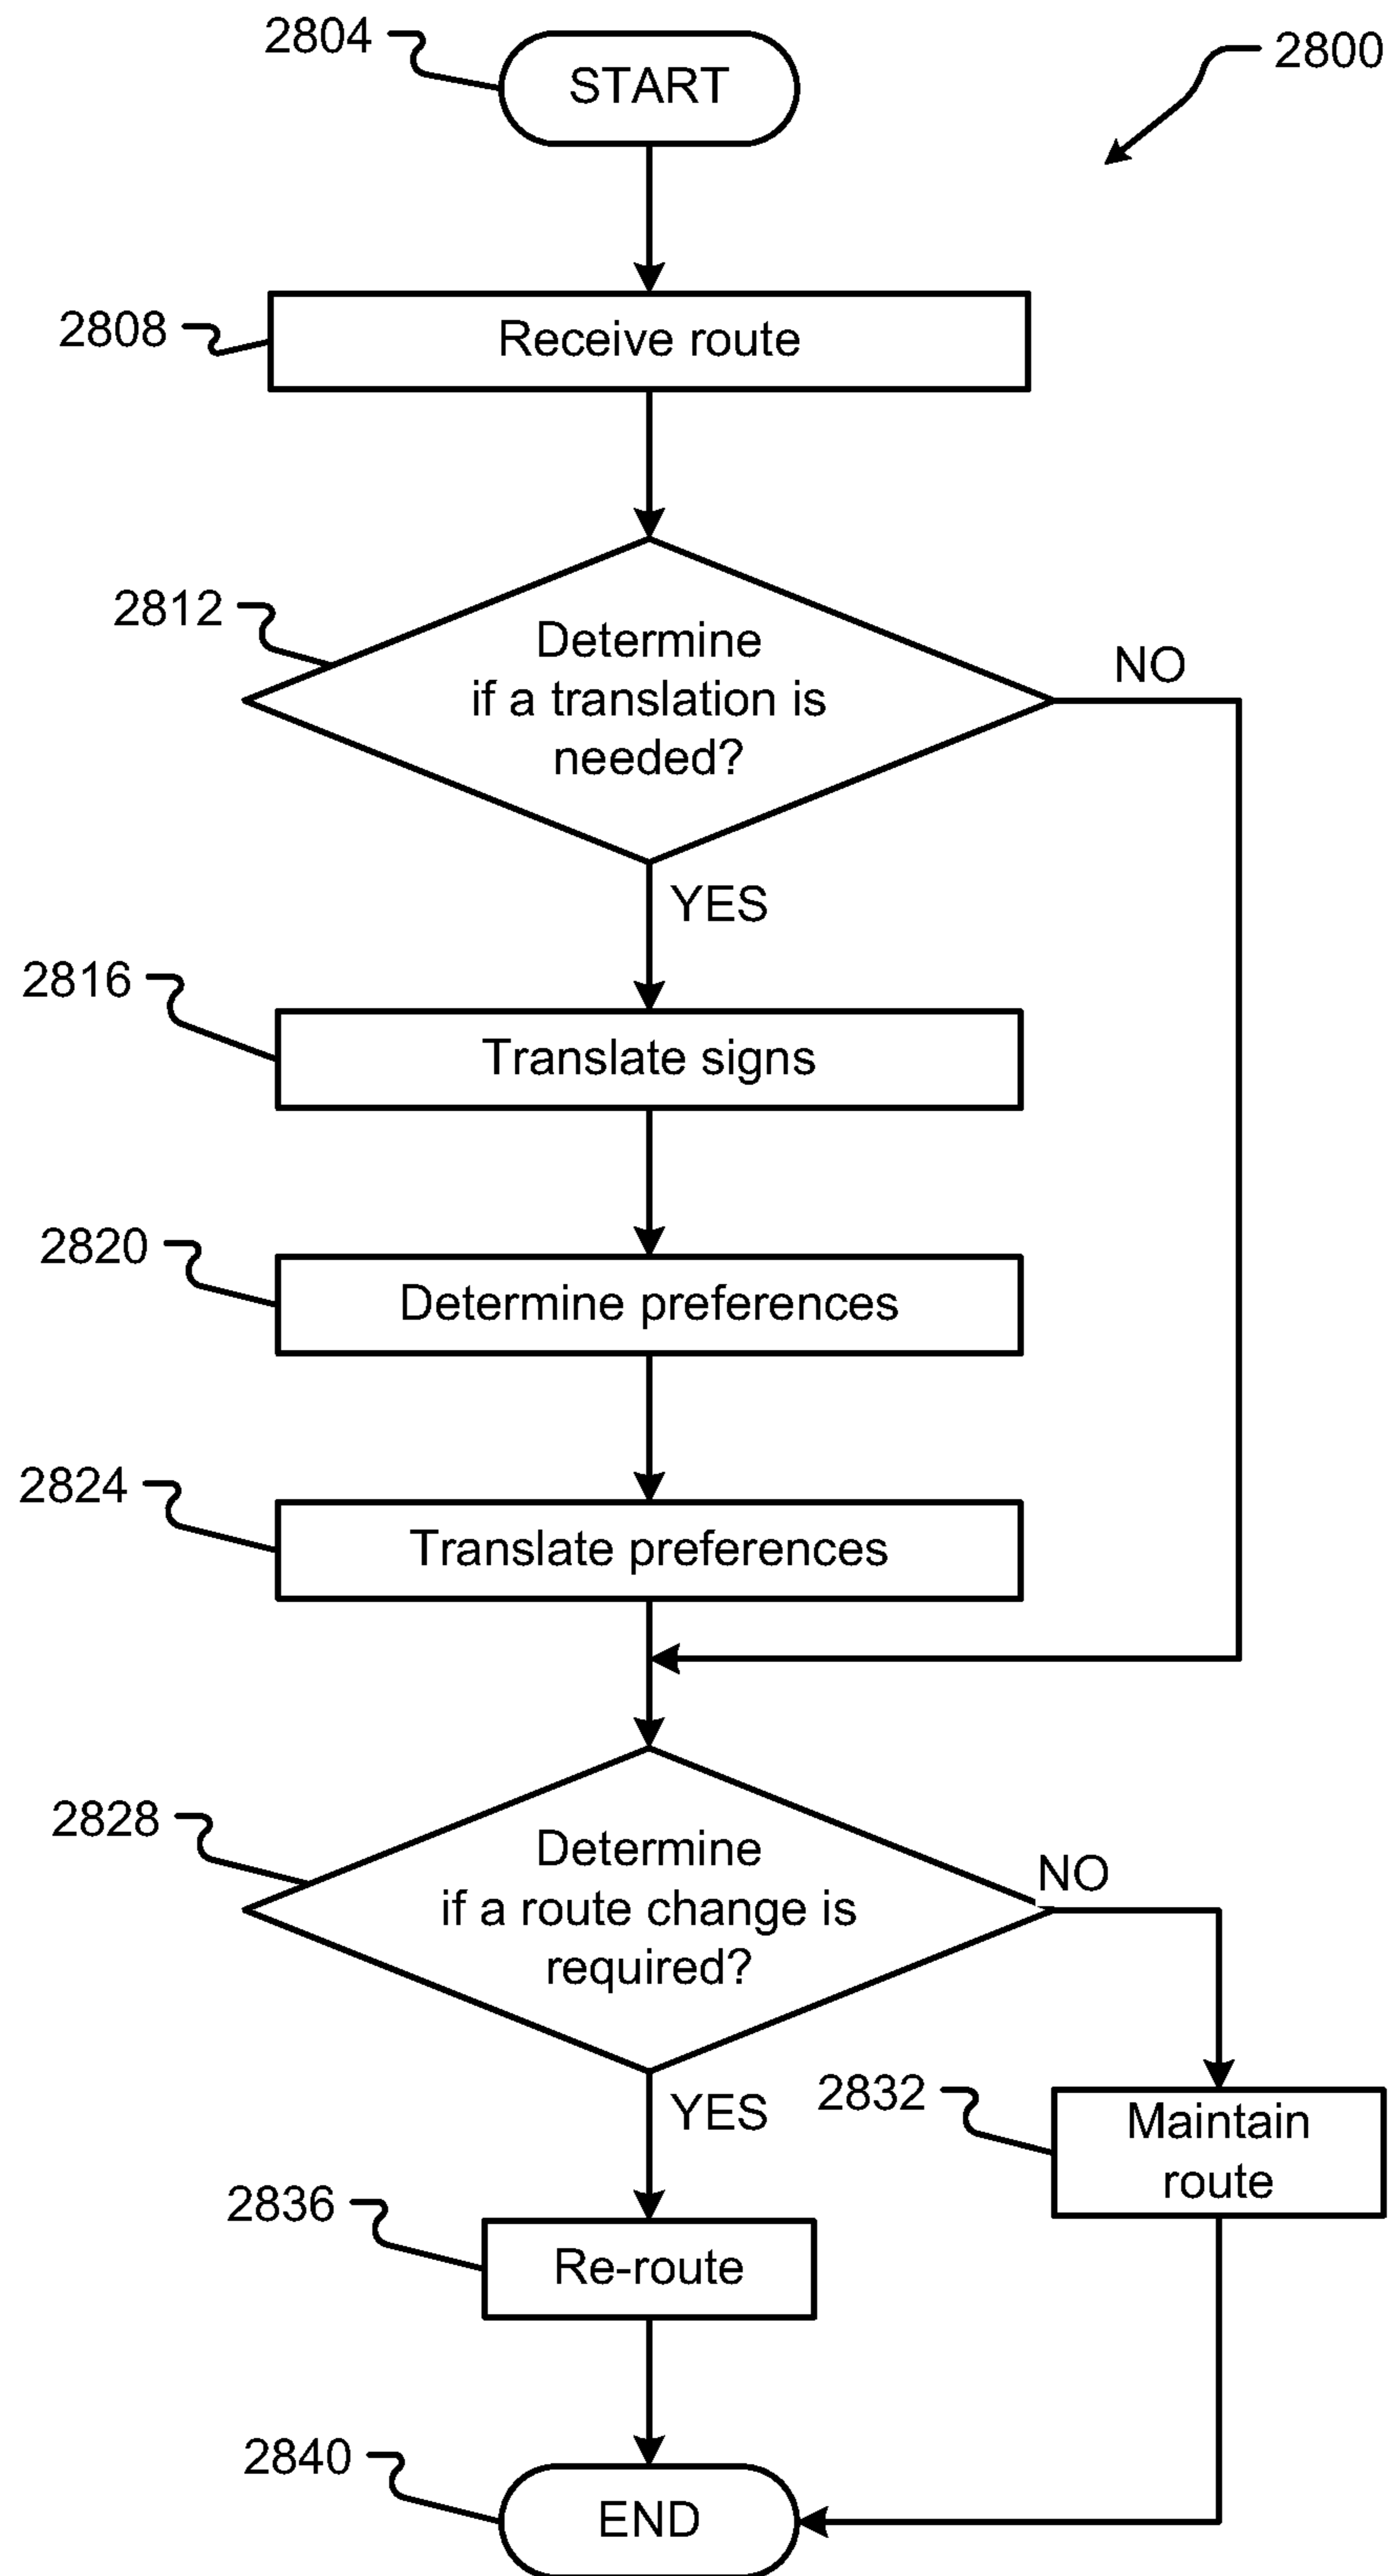 2804
START
2800
2808
Receive route
2812
Determine
if a translation is
needed?
NO
YES
2816
Translate signs
2820
Determine preferences
2824
Translate preferences
2828
Determine
if a route change is
required?
NO
YES
2832
Maintain
route
2836
Re-route
2840
END